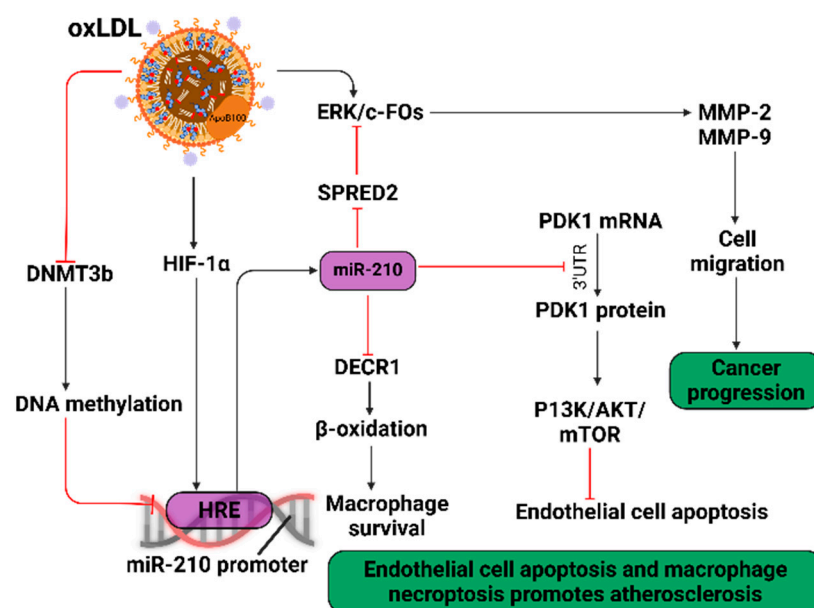 oxLDL
ApoB100
ERK/c-FOs
MMP-2
MMP-9
SPRED2
PDK1 mRNA
3'UTR
DNMT3b
HIF-1α
miR-210
Cell
migration
PDK1 protein
DECR1
Cancer
progression
DNA methylation
β-oxidation
P13K/AKT/
mTOR
HRE
Macrophage
survival
Endothelial cell apoptosis
miR-210 promoter
Endothelial cell apoptosis and macrophage
necroptosis promotes atherosclerosis